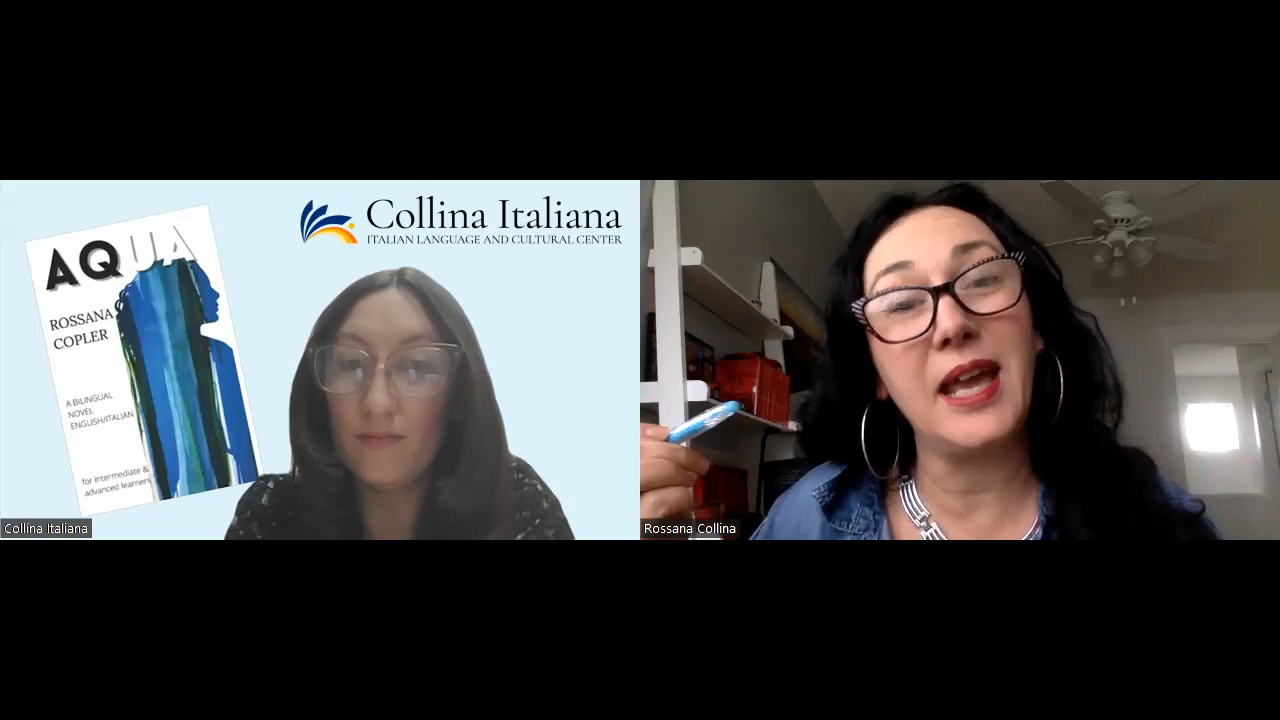 Collina Italiana
ITALIAN LANGUAGE AND CULTURAL CENTER
AQUA
ROSSANA
COPLER
A BILINGUAL
NOVEL
ENGLISH/ITALIAN
for intermediate &
advanced learners
Collina Italiana
Rossana Collina